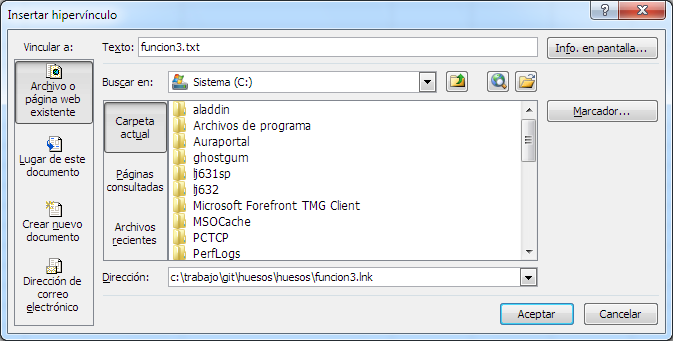 Insertar hipervínculo
Vincular a:
Texto:
funcion3.txt
Info. en pantalla...
Archivo o
página web
existente
Buscar en:
Sistema (C:)
Lugar de este
documento
Crear nuevo
documento
Dirección de
correo
electrónico
Carpeta
actual
Páginas
consultadas
Archivos
recientes
aladdin
Archivos de programa
Auraportal
ghostgum
lj631sp
lj632
Microsoft Forefront TMG Client
MSOCache
PCTCP
PerfLogs
Marcador...
Dirección:
c:\trabajo\git\huesos\huesos\funcion3.lnk
Aceptar
Cancelar